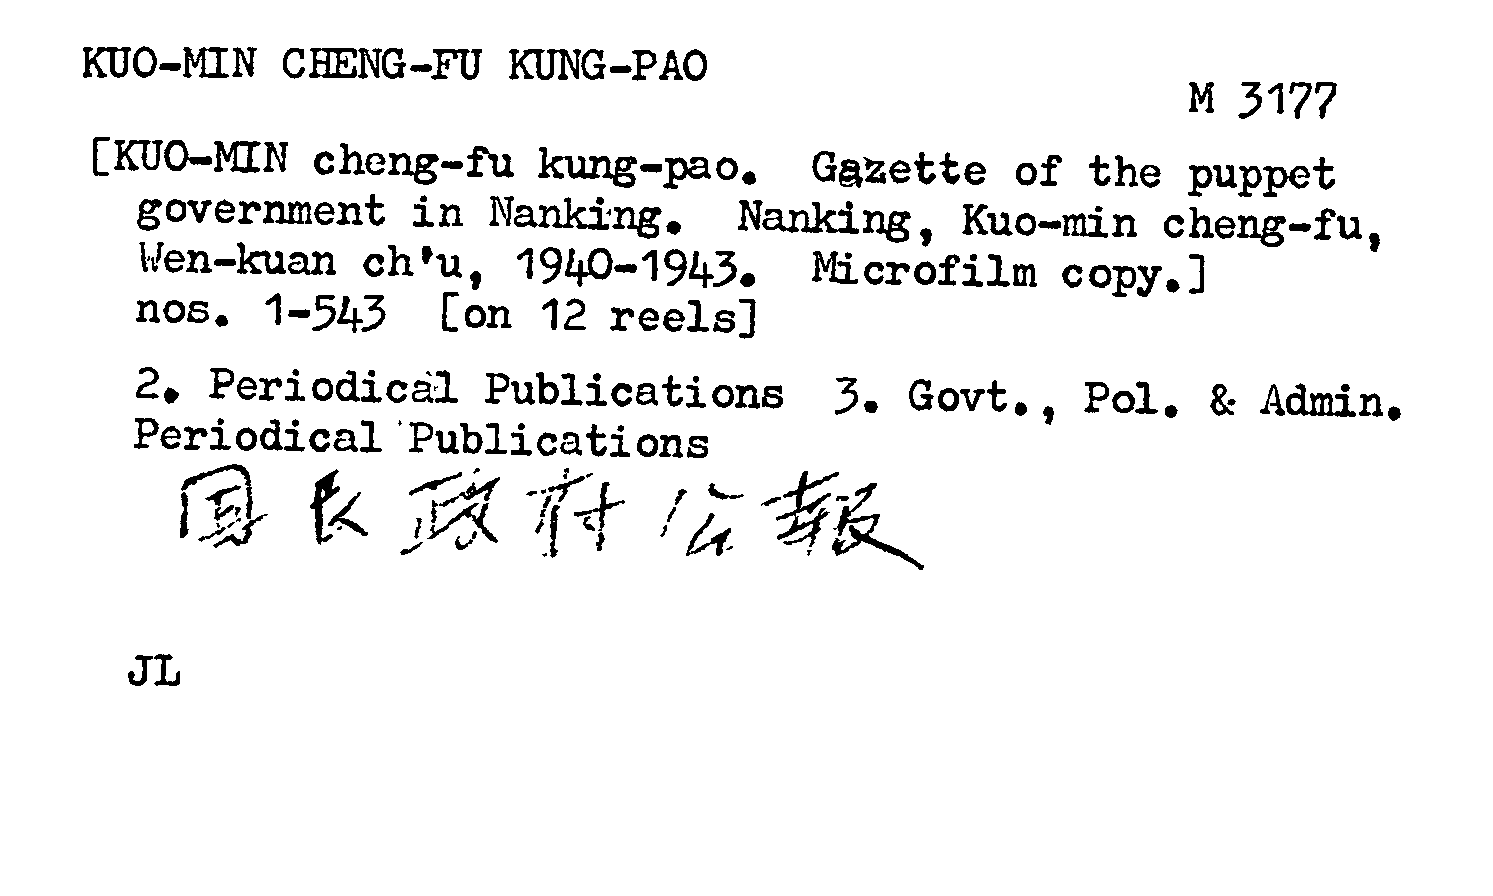 KUO-MIN CHENG-FU KUNG-PAO
M 3177
[KUO-MIN cheng-fu kung-pao. Gazette of the puppet
government in Nanking. Nanking, Kuo-min cheng-fu,
Wen-kuan ch'u, 1940-1943. Microfilm copy.]
nos. 1-543 [on 12 reels]
2. Periodical Publications 3. Govt., Pol. & Admin.
Periodical Publications
國民政府公報
JL